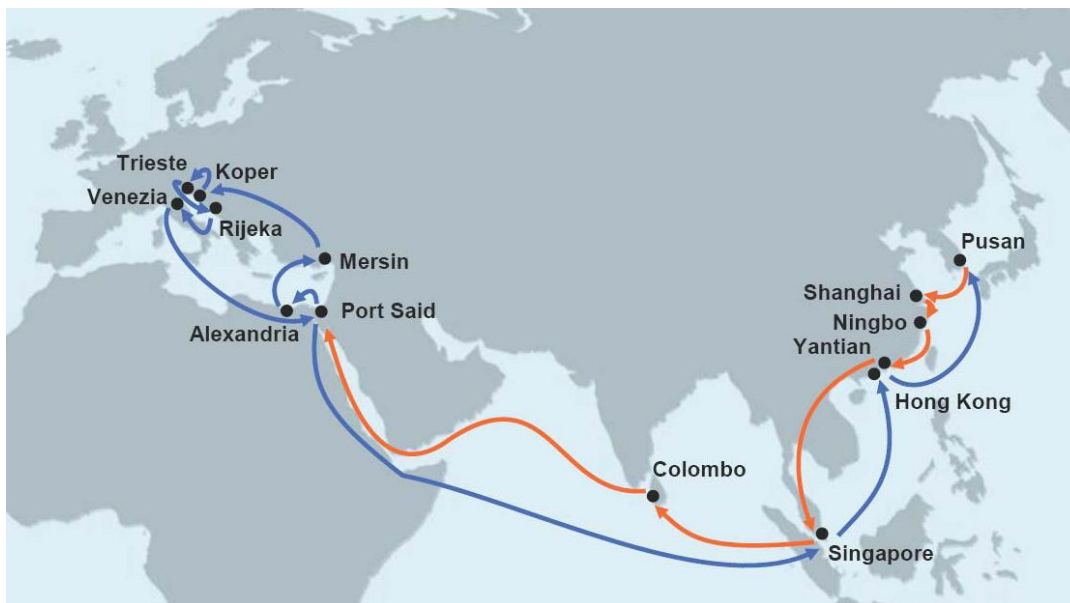 Trieste
Koper
Venezia
Rijeka
Pusan
Mersin
Shanghai
Port Said
Ningbo
Alexandria
Yantian
Hong Kong
Colombo
Singapore